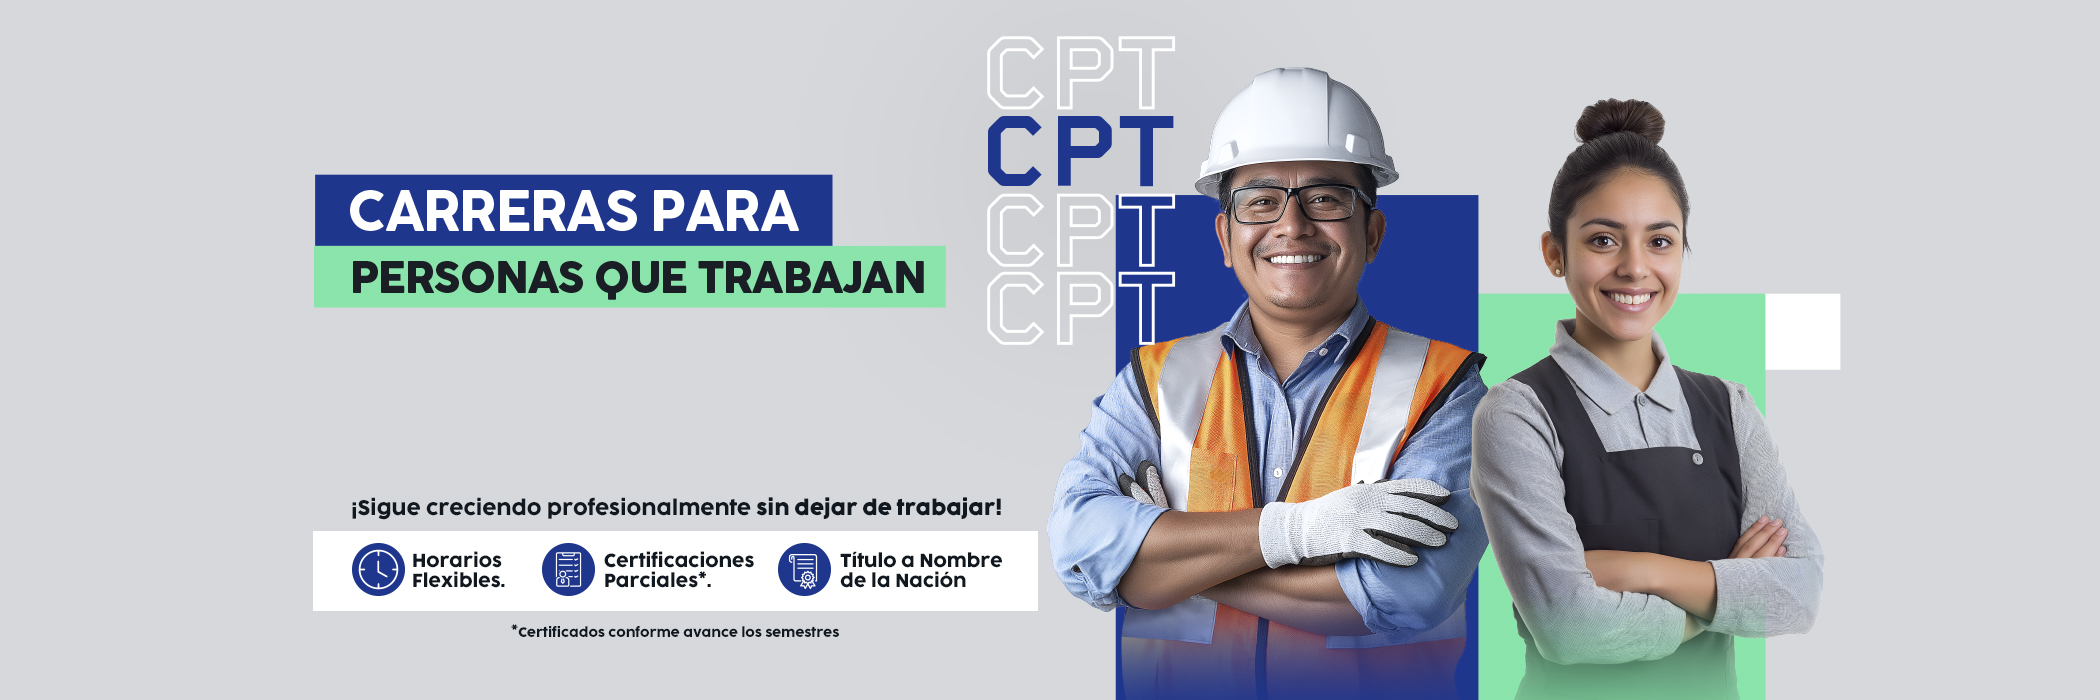 CPT
CPT
CPT
CPT
CARRERAS PARA
PERSONAS QUE TRABAJAN
¡Sigue creciendo profesionalmente sin dejar de trabajar!
Horarios
Flexibles.
Certificaciones
Parciales*.
Título a Nombre
de la Nación
*Certificados conforme avance los semestres